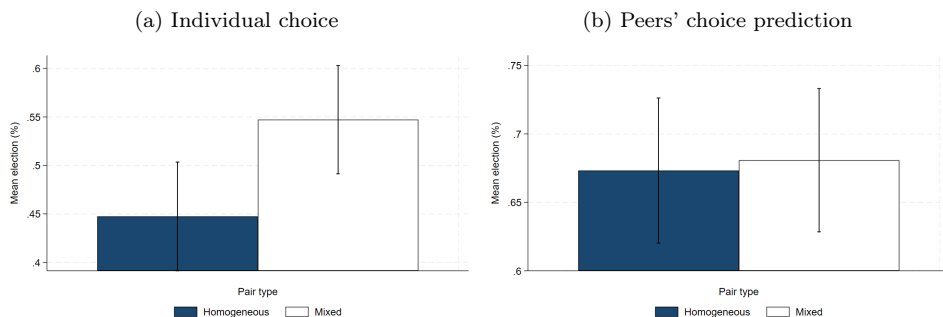 (a) Individual choice
.6
.55
.5
.45
.4
Mean election (%)
Pair type
Homogeneous Mixed
(b) Peers' choice prediction
.75
.7
.65
.6
Mean election (%)
Pair type
Homogeneous Mixed